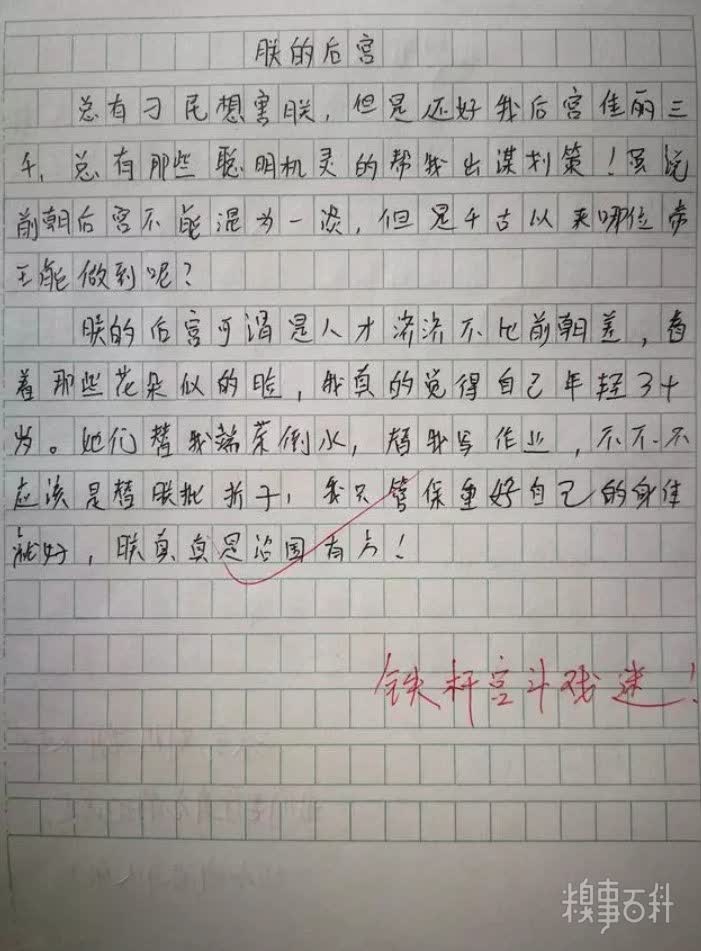 朕的后宫
总有刁民想害朕，但是还好我后宫佳丽三
千，总有那些聪明机灵的帮我出谋划策！虽说
前朝后宫不能混为一谈，但是千古以来哪位帝
王能做到呢？
朕的后宫可谓是人才济济不比前朝差，看
着那些花朵似的脸，我真的觉得自己年轻了十
岁。她们替我端茶倒水，替我写作业，不不不
应该是替朕批折子，我只管保重好自己的身体
就好，朕真真是治国有方！
铁杆宫斗戏迷！
糗事百科